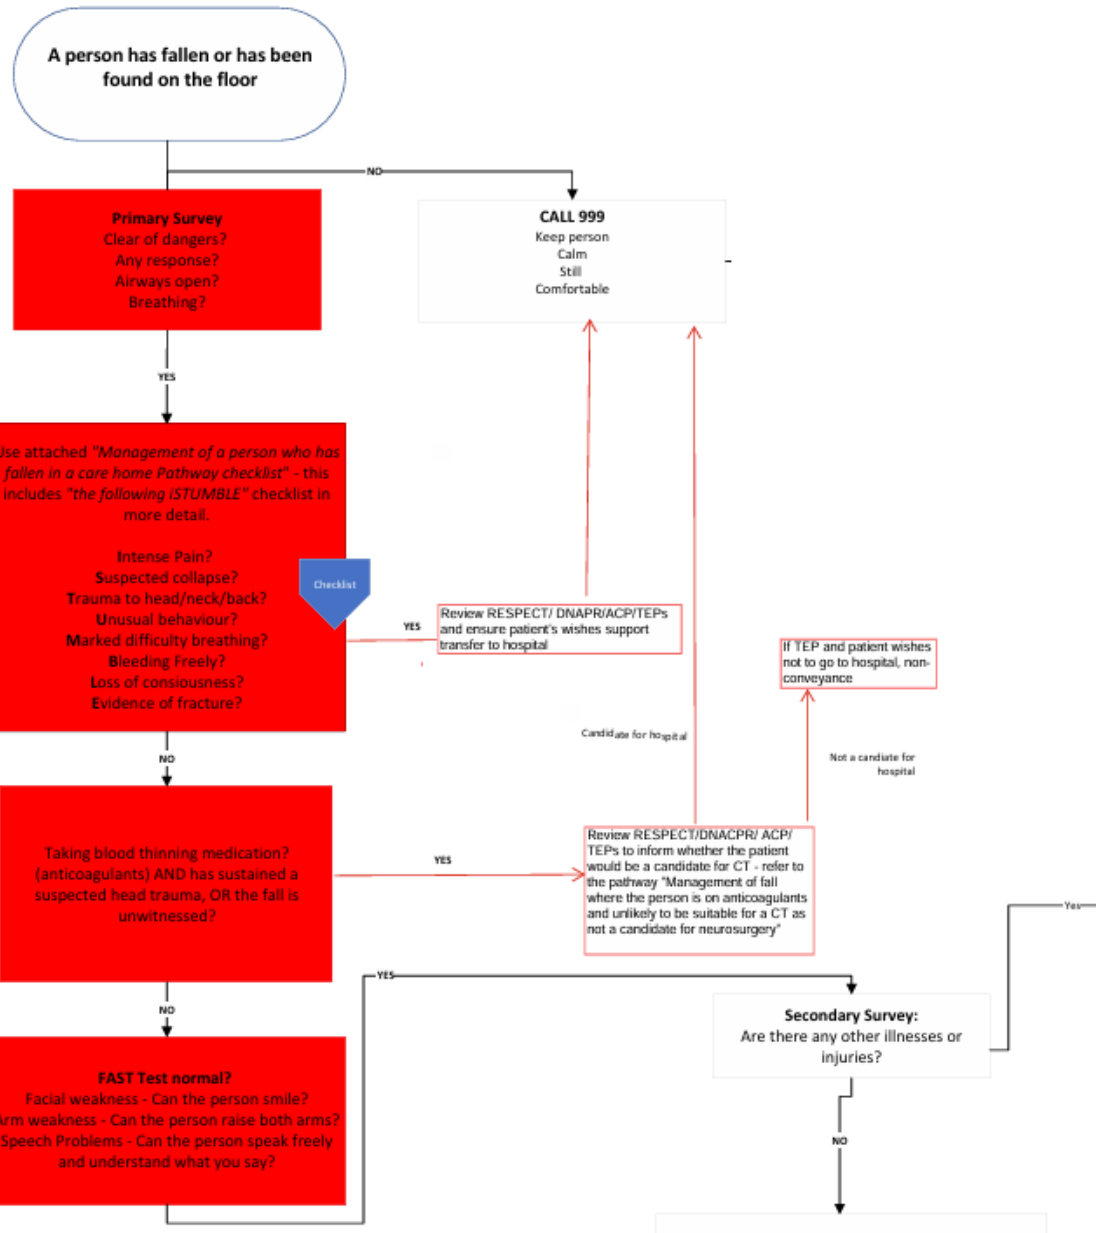 A person has fallen or has been
found on the floor
NO
Primary Survey
Clear of dangers?
Any response?
Airways open?
Breathing?
CALL 999
Keep person
Calm
Still
Comfortable
YES
Use attached "Management of a person who has
fallen in a care home Pathway checklist" - this
includes "the following iSTUMBLE" checklist in
more detail.
Intense Pain?
Suspected collapse?
Trauma to head/neck/back?
Unusual behaviour?
Marked difficulty breathing?
Bleeding Freely?
Loss of consiousness?
Evidence of fracture?
Checklist
YES
Review RESPECT/ DNAPR/ACP/TEPs
and ensure patient's wishes support
transfer to hospital
If TEP and patient wishes
not to go to hospital, non-
conveyance
Candidate for hospital
Not a candiate for
hospital
NO
Taking blood thinning medication?
(anticoagulants) AND has sustained a
suspected head trauma, OR the fall is
unwitnessed?
YES
Review RESPECT/DNACPR/ ACP/
TEPs to inform whether the patient
would be a candidate for CT - refer to
the pathway "Management of fall
where the person is on anticoagulants
and unlikely to be suitable for a CT as
not a candidate for neurosurgery"
Yes
NO
YES
Secondary Survey:
Are there any other illnesses or
injuries?
FAST Test normal?
Facial weakness - Can the person smile?
Arm weakness - Can the person raise both arms?
Speech Problems - Can the person speak freely
and understand what you say?
NO